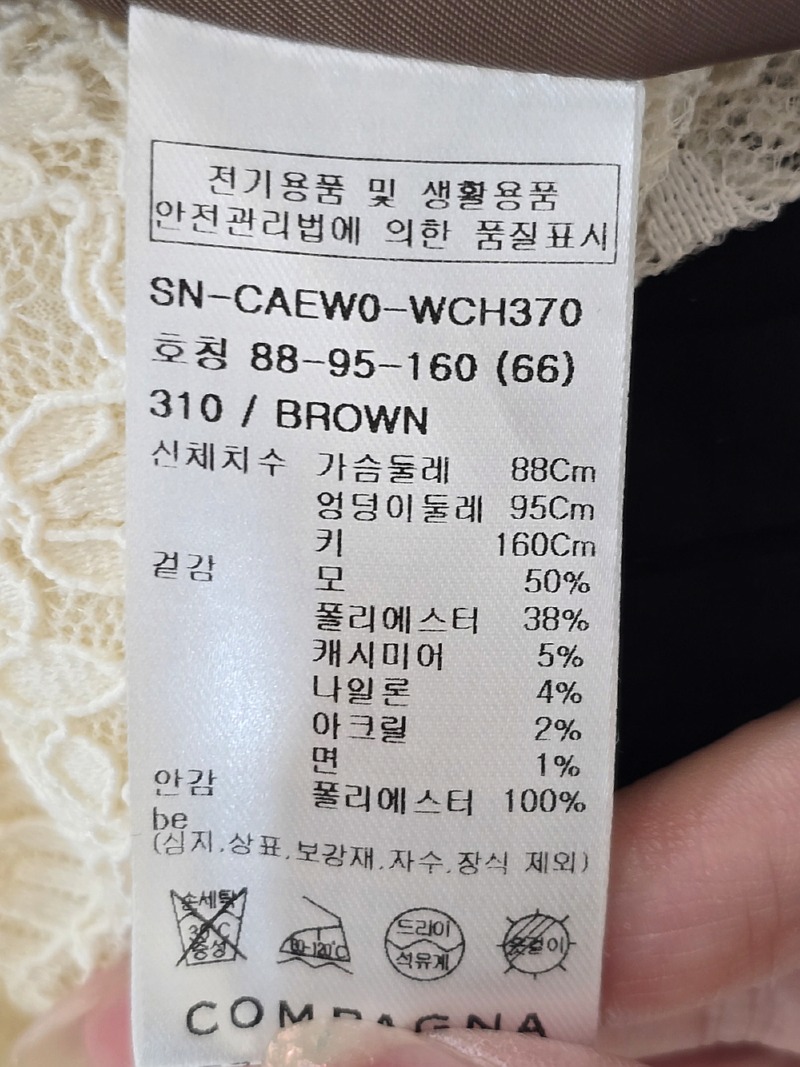 전기용품 및 생활용품
안전관리법에 의한 품질표시
SN-CAEW0-WCH370
호칭 88-95-160 (66)
310 / BROWN
신체치수 가슴둘레 88Cm
엉덩이둘레 95Cm
키 160Cm
겉감 모 50%
폴리에스터 38%
캐시미어 5%
나일론 4%
아크릴 2%
면 1%
안감 폴리에스터 100%
be
(심지.상표.보강재.자수.장식 제외)
손세탁
30°C
중성
80-120°C
드라이
석유계
옷걸이
COMPAGNA